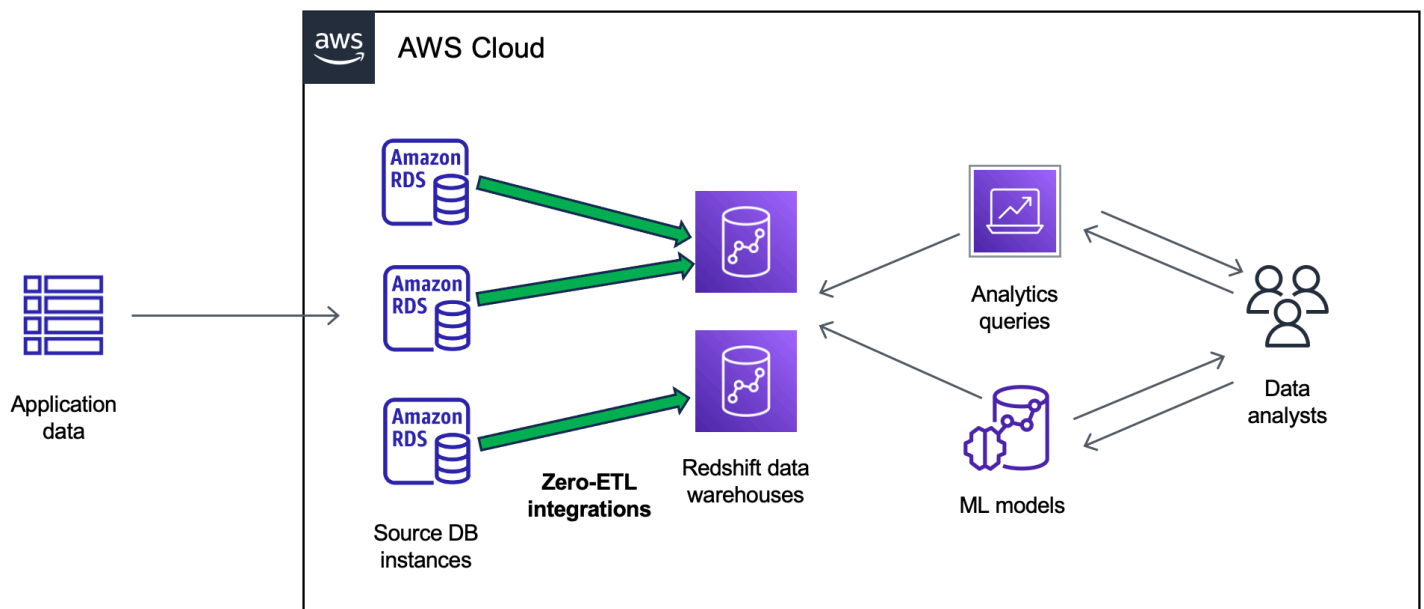 aws
AWS Cloud
Amazon
RDS
Amazon
RDS
Amazon
RDS
Application
data
Source DB
instances
Zero-ETL
integrations
Redshift data
warehouses
Analytics
queries
ML models
Data
analysts